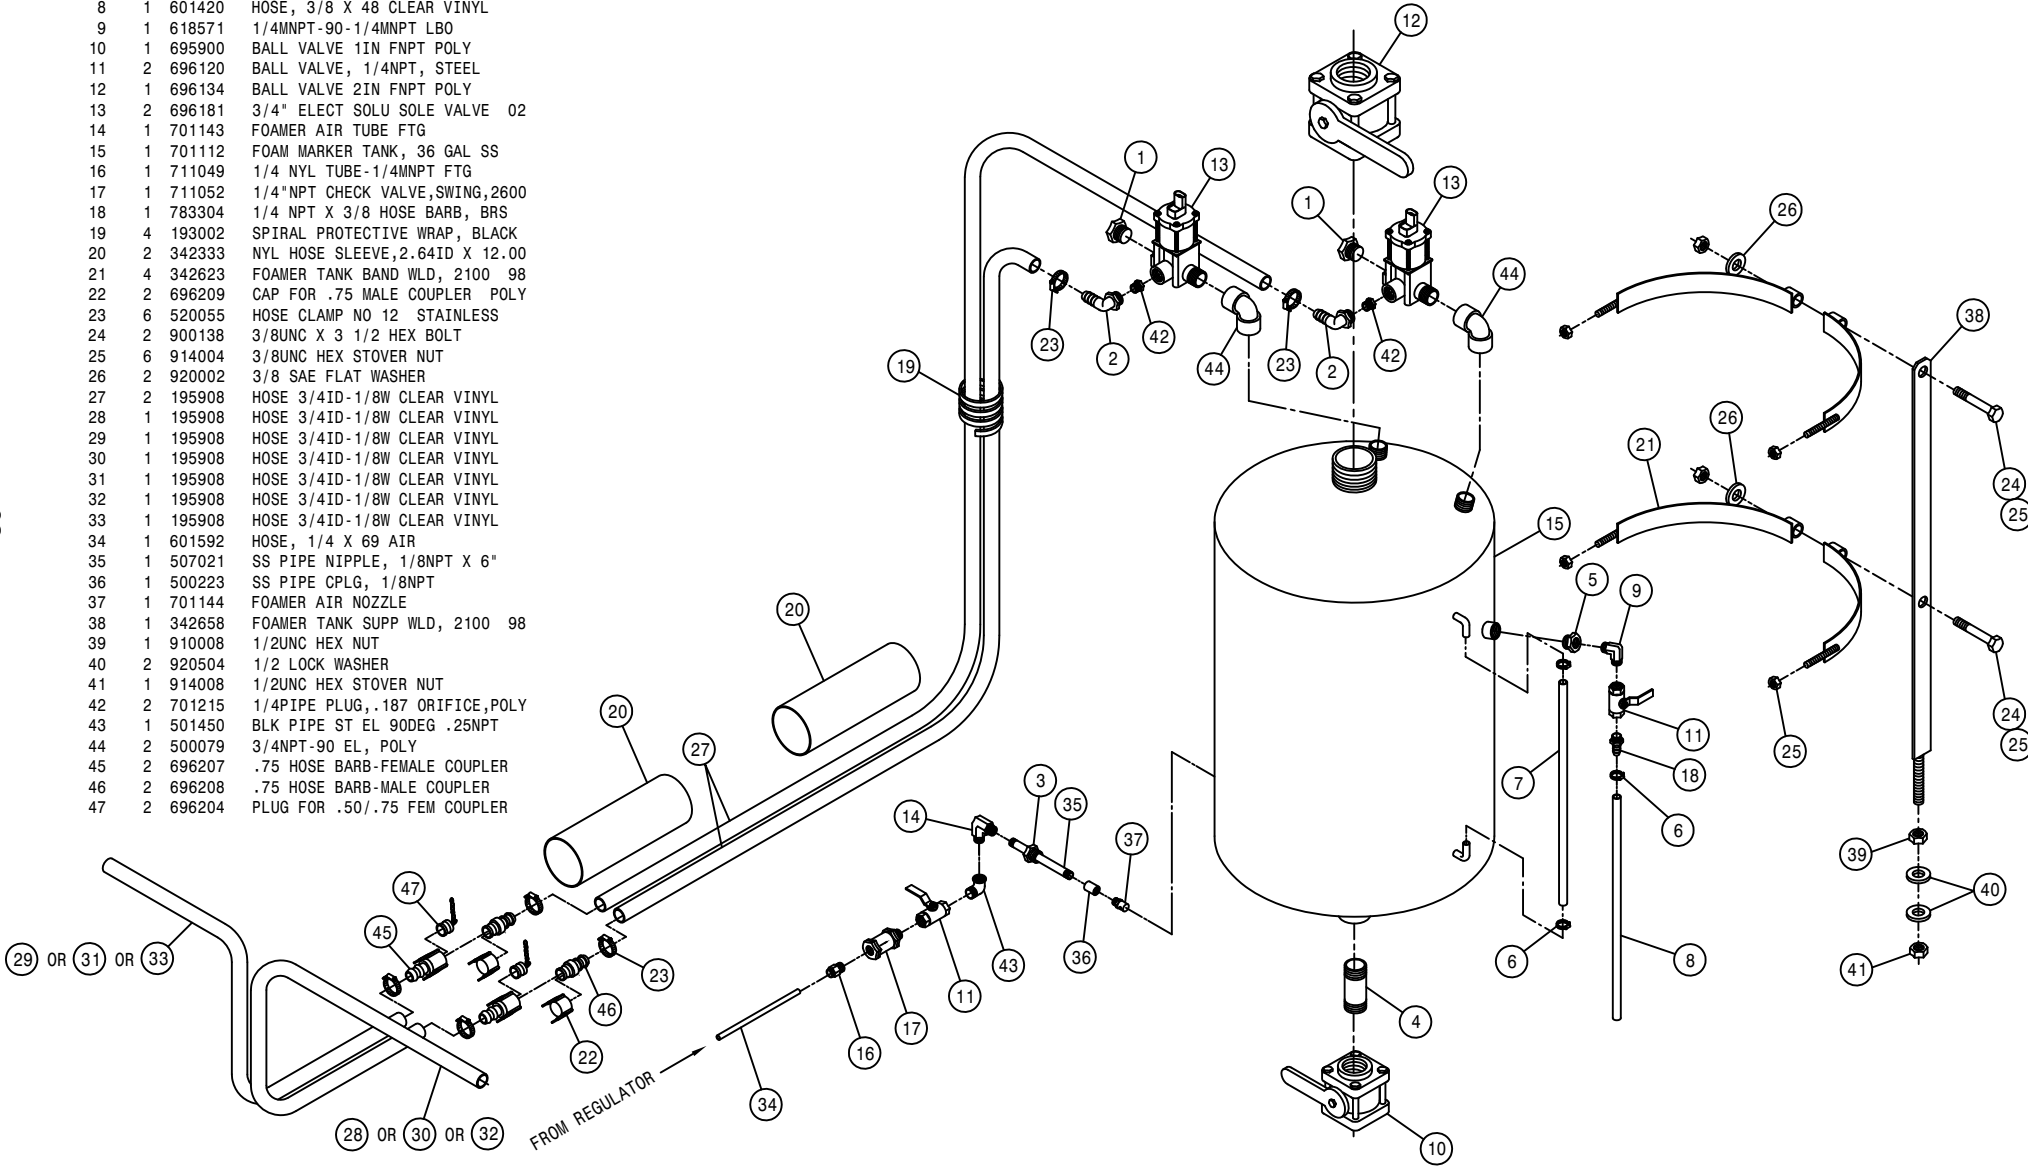 8 1 601420 HOSE, 3/8 X 48 CLEAR VINYL
9 1 618571 1/4MNPT-90-1/4MNPT LBO
10 1 695900 BALL VALVE 1IN FNPT POLY
11 2 696120 BALL VALVE, 1/4NPT, STEEL
12 1 696134 BALL VALVE 2IN FNPT POLY
13 2 696181 3/4" ELECT SOLU SOLE VALVE 02
14 1 701143 FOAMER AIR TUBE FTG
15 1 701112 FOAM MARKER TANK, 36 GAL SS
16 1 711049 1/4 NYL TUBE-1/4MNPT FTG
17 1 711052 1/4"NPT CHECK VALVE,SWING,2600
18 1 783304 1/4 NPT X 3/8 HOSE BARB, BRS
19 4 193002 SPIRAL PROTECTIVE WRAP, BLACK
20 2 342333 NYL HOSE SLEEVE,2.64ID X 12.00
21 4 342623 FOAMER TANK BAND WLD, 2100 98
22 2 696209 CAP FOR .75 MALE COUPLER POLY
23 6 520055 HOSE CLAMP NO 12 STAINLESS
24 2 900138 3/8UNC X 3 1/2 HEX BOLT
25 6 914004 3/8UNC HEX STOVER NUT
26 2 920002 3/8 SAE FLAT WASHER
27 2 195908 HOSE 3/4ID-1/8W CLEAR VINYL
28 1 195908 HOSE 3/4ID-1/8W CLEAR VINYL
29 1 195908 HOSE 3/4ID-1/8W CLEAR VINYL
30 1 195908 HOSE 3/4ID-1/8W CLEAR VINYL
31 1 195908 HOSE 3/4ID-1/8W CLEAR VINYL
32 1 195908 HOSE 3/4ID-1/8W CLEAR VINYL
33 1 195908 HOSE 3/4ID-1/8W CLEAR VINYL
34 1 601592 HOSE, 1/4 X 69 AIR
35 1 507021 SS PIPE NIPPLE, 1/8NPT X 6"
36 1 500223 SS PIPE CPLG, 1/8NPT
37 1 701144 FOAMER AIR NOZZLE
38 1 342658 FOAMER TANK SUPP WLD, 2100 98
39 1 910008 1/2UNC HEX NUT
40 2 920504 1/2 LOCK WASHER
41 1 914008 1/2UNC HEX STOVER NUT
42 2 701215 1/4PIPE PLUG,.187 ORIFICE,POLY
43 1 501450 BLK PIPE ST EL 90DEG .25NPT
44 2 500079 3/4NPT-90 EL, POLY
45 2 696207 .75 HOSE BARB-FEMALE COUPLER
46 2 696208 .75 HOSE BARB-MALE COUPLER
47 2 696204 PLUG FOR .50/.75 FEM COUPLER
12
1
13
1
13
26
44
38
23
2
42
44
23
2
42
19
24
25
26
21
15
5
9
20
20
27
24
25
25
11
18
7
6
3
35
14
37
39
40
47
45
23
46
22
43
36
11
17
16
34
6
8
4
41
10
29 OR 31 OR 33
28 OR 30 OR 32
FROM REGULATOR